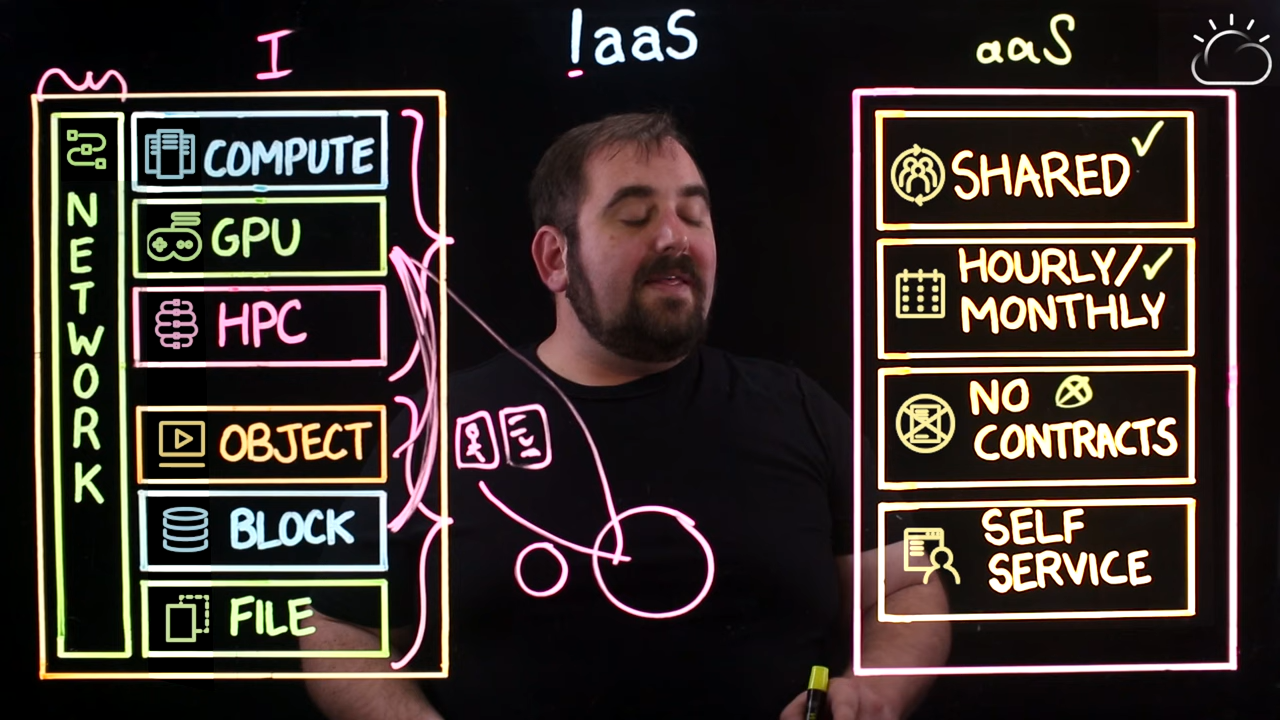 I
IaaS
aaS
NETWORK
COMPUTE
GPU
HPC
OBJECT
BLOCK
FILE
SHARED
HOURLY/
MONTHLY
NO
CONTRACTS
SELF
SERVICE